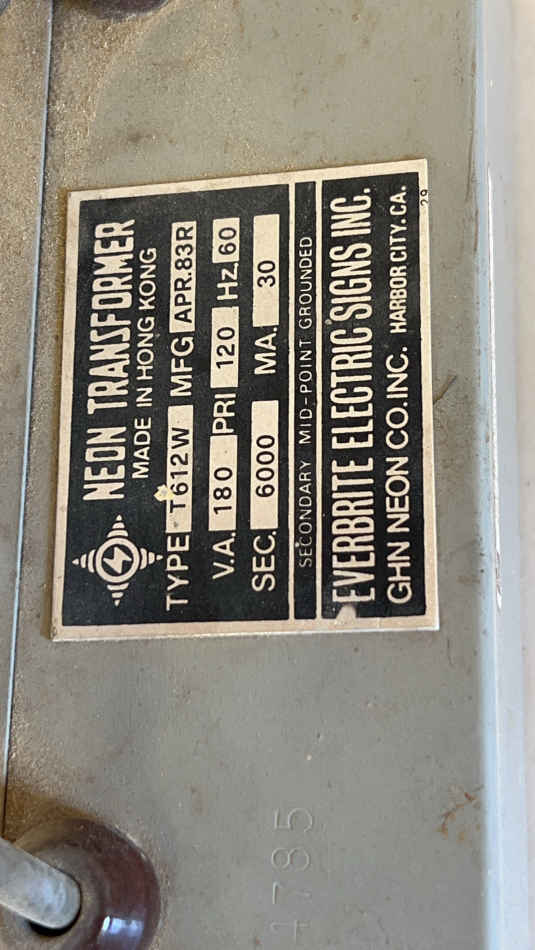 NEON TRANSFORMER
MADE IN HONG KONG
TYPE T612W MFG APR.83R
V.A. 180 PRI 120 Hz 60
SEC. 6000 MA. 30
SECONDARY MID-POINT GROUNDED
EVERBRITE ELECTRIC SIGNS INC.
GHN NEON CO. INC. HARBOR CITY. CA.
29
4785